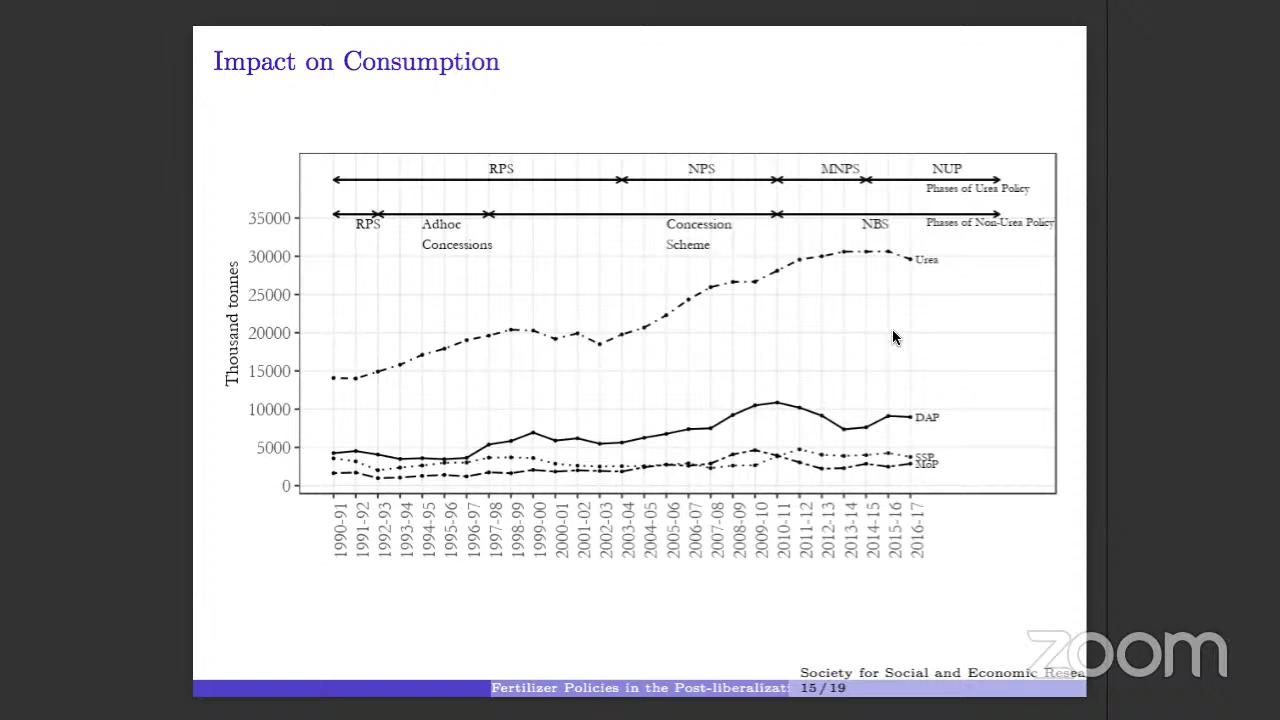 Impact on Consumption
RPS NPS MNPS NUP
Phases of Urea Policy
RPS Adhoc Concessions Concession Scheme NBS Phases of Non-Urea Policy
Thousand tonnes
35000
30000
25000
20000
15000
10000
5000
0
Urea
DAP
SSP
MoP
1990-91
1991-92
1992-93
1993-94
1994-95
1995-96
1996-97
1997-98
1998-99
1999-00
2000-01
2001-02
2002-03
2003-04
2004-05
2005-06
2006-07
2007-08
2008-09
2009-10
2010-11
2011-12
2012-13
2013-14
2014-15
2015-16
2016-17
zoom
Society for Social and Economic Resea
Fertilizer Policies in the Post-liberalizati 15 / 19